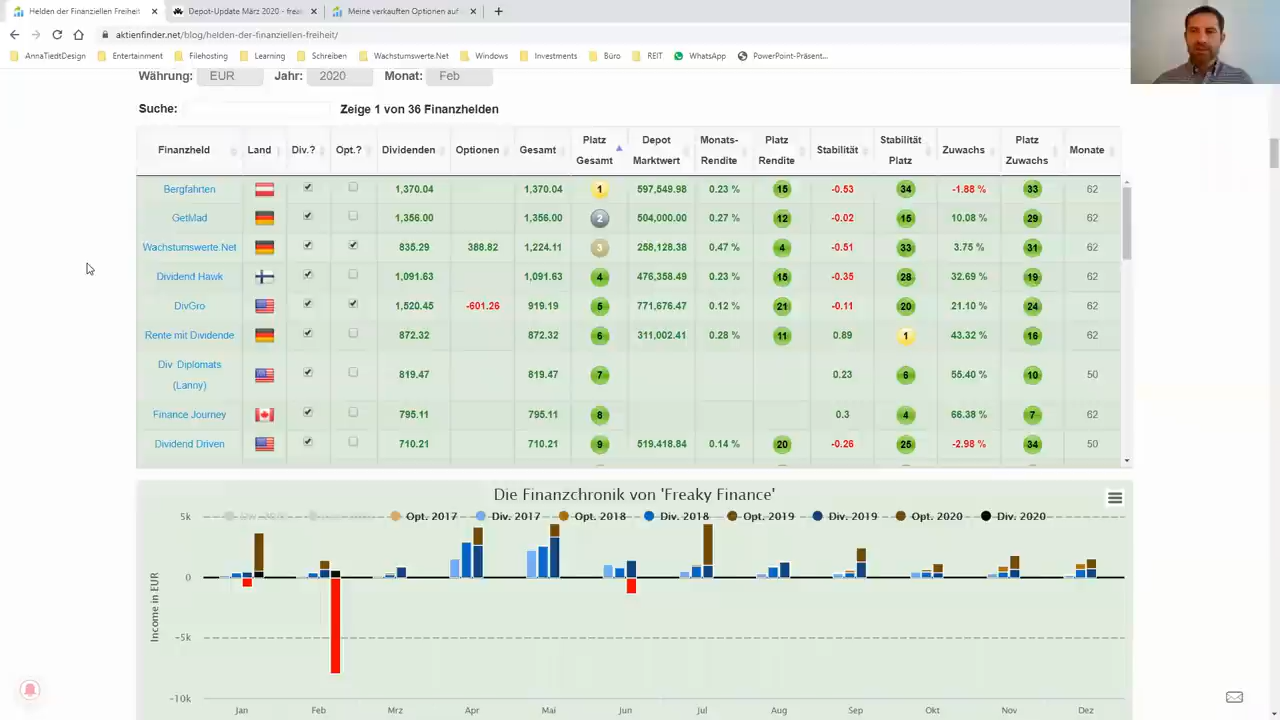 Helden der Finanziellen Freiheit
Depot-Update März 2020 - frea
Meine verkauften Optionen auf
aktienfinder.net/blog/helden-der-finanziellen-freiheit/
AnnaTiedtDesign Entertainment Filehosting Learning Schreiben Wachstumswerte.Net Windows Investments Büro REIT WhatsApp PowerPoint-Präsent...
Währung: EUR Jahr: 2020 Monat: Feb
Suche: Zeige 1 von 36 Finanzhelden
Finanzheld Land Div.? Opt.? Dividenden Optionen Gesamt Platz Gesamt Depot Marktwert Monats-Rendite Platz Rendite Stabilität Stabilität Platz Zuwachs Platz Zuwachs Monate
Bergfahrten 1,370.04 1,370.04 1 597,549.98 0.23 % 15 -0.53 34 -1.88 % 33 62
GetMad 1,356.00 1,356.00 2 504,000.00 0.27 % 12 -0.02 15 10.08 % 29 62
Wachstumswerte.Net 835.29 388.82 1,224.11 3 258,128.38 0.47 % 4 -0.51 33 3.75 % 31 62
Dividend Hawk 1,091.63 1,091.63 4 476,358.49 0.23 % 15 -0.35 28 32.69 % 19 62
DivGro 1,520.45 -601.26 919.19 5 771,676.47 0.12 % 21 -0.11 20 21.10 % 24 62
Rente mit Dividende 872.32 872.32 6 311,002.41 0.28 % 11 0.89 1 43.32 % 16 62
Div Diplomats (Lanny) 819.47 819.47 7 0.23 6 55.40 % 10 50
Finance Journey 795.11 795.11 8 0.3 4 66.38 % 7 62
Dividend Driven 710.21 710.21 9 519,418.84 0.14 % 20 -0.26 25 -2.98 % 34 50
Die Finanzchronik von 'Freaky Finance'
Opt. 2017 Div. 2017 Opt. 2018 Div. 2018 Opt. 2019 Div. 2019 Opt. 2020 Div. 2020
Income in EUR
5k
0
-5k
-10k
Jan Feb Mrz Apr Mai Jun Jul Aug Sep Okt Nov Dez